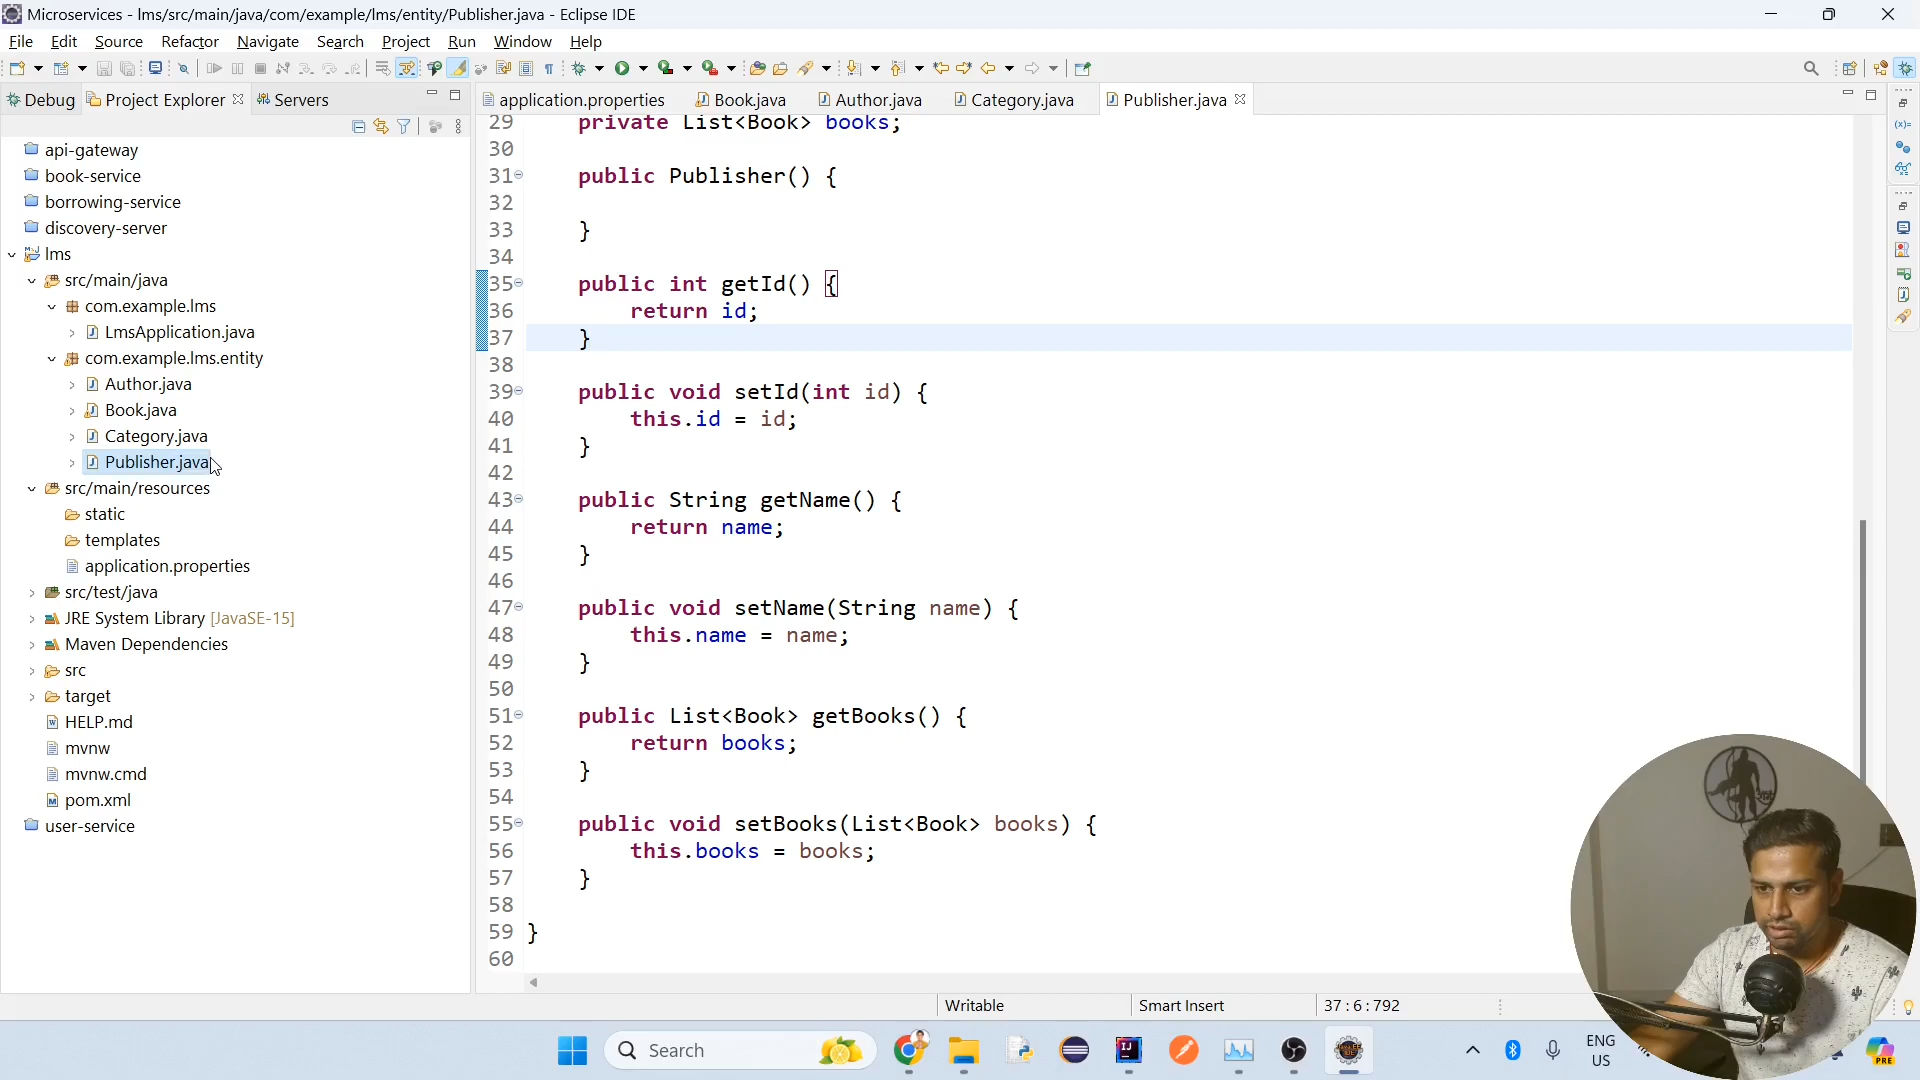 Microservices - lms/src/main/java/com/example/lms/entity/Publisher.java - Eclipse IDE
File Edit Source Refactor Navigate Search Project Run Window Help
Debug Project Explorer Servers
application.properties Book.java Author.java Category.java Publisher.java
api-gateway
book-service
borrowing-service
discovery-server
lms
src/main/java
com.example.lms
LmsApplication.java
com.example.lms.entity
Author.java
Book.java
Category.java
Publisher.java
src/main/resources
static
templates
application.properties
src/test/java
JRE System Library [JavaSE-15]
Maven Dependencies
src
target
HELP.md
mvnw
mvnw.cmd
pom.xml
user-service
29 private List<Book> books;
30
31 public Publisher() {
32
33 }
34
35 public int getId() {
36 return id;
37 }
38
39 public void setId(int id) {
40 this.id = id;
41 }
42
43 public String getName() {
44 return name;
45 }
46
47 public void setName(String name) {
48 this.name = name;
49 }
50
51 public List<Book> getBooks() {
52 return books;
53 }
54
55 public void setBooks(List<Book> books) {
56 this.books = books;
57 }
58
59 }
60
Writable Smart Insert 37 : 6 : 792
Search
ENG
US
PRE